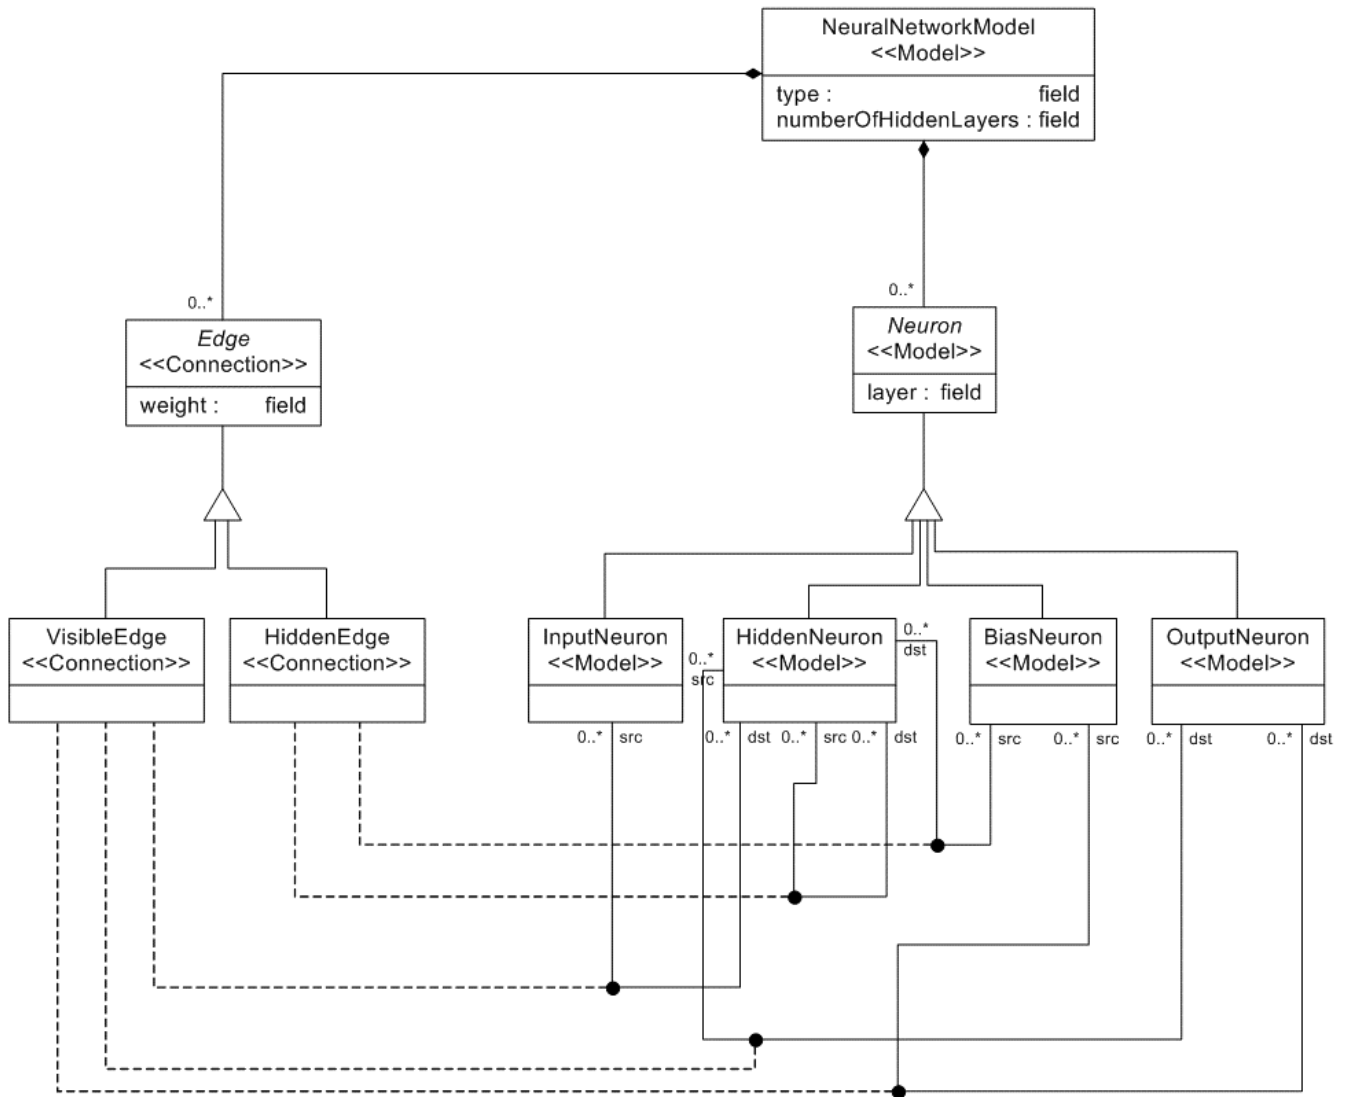 NeuralNetworkModel
<<Model>>
type : field
numberOfHiddenLayers : field
0..*
0..*
Edge
<<Connection>>
weight : field
Neuron
<<Model>>
layer : field
VisibleEdge
<<Connection>>
HiddenEdge
<<Connection>>
InputNeuron
<<Model>>
0..*
src
HiddenNeuron
<<Model>>
0..*
dst
BiasNeuron
<<Model>>
OutputNeuron
<<Model>>
0..* src
0..* dst
0..* src
0..* dst
0..* src
0..* src
0..* dst
0..* dst